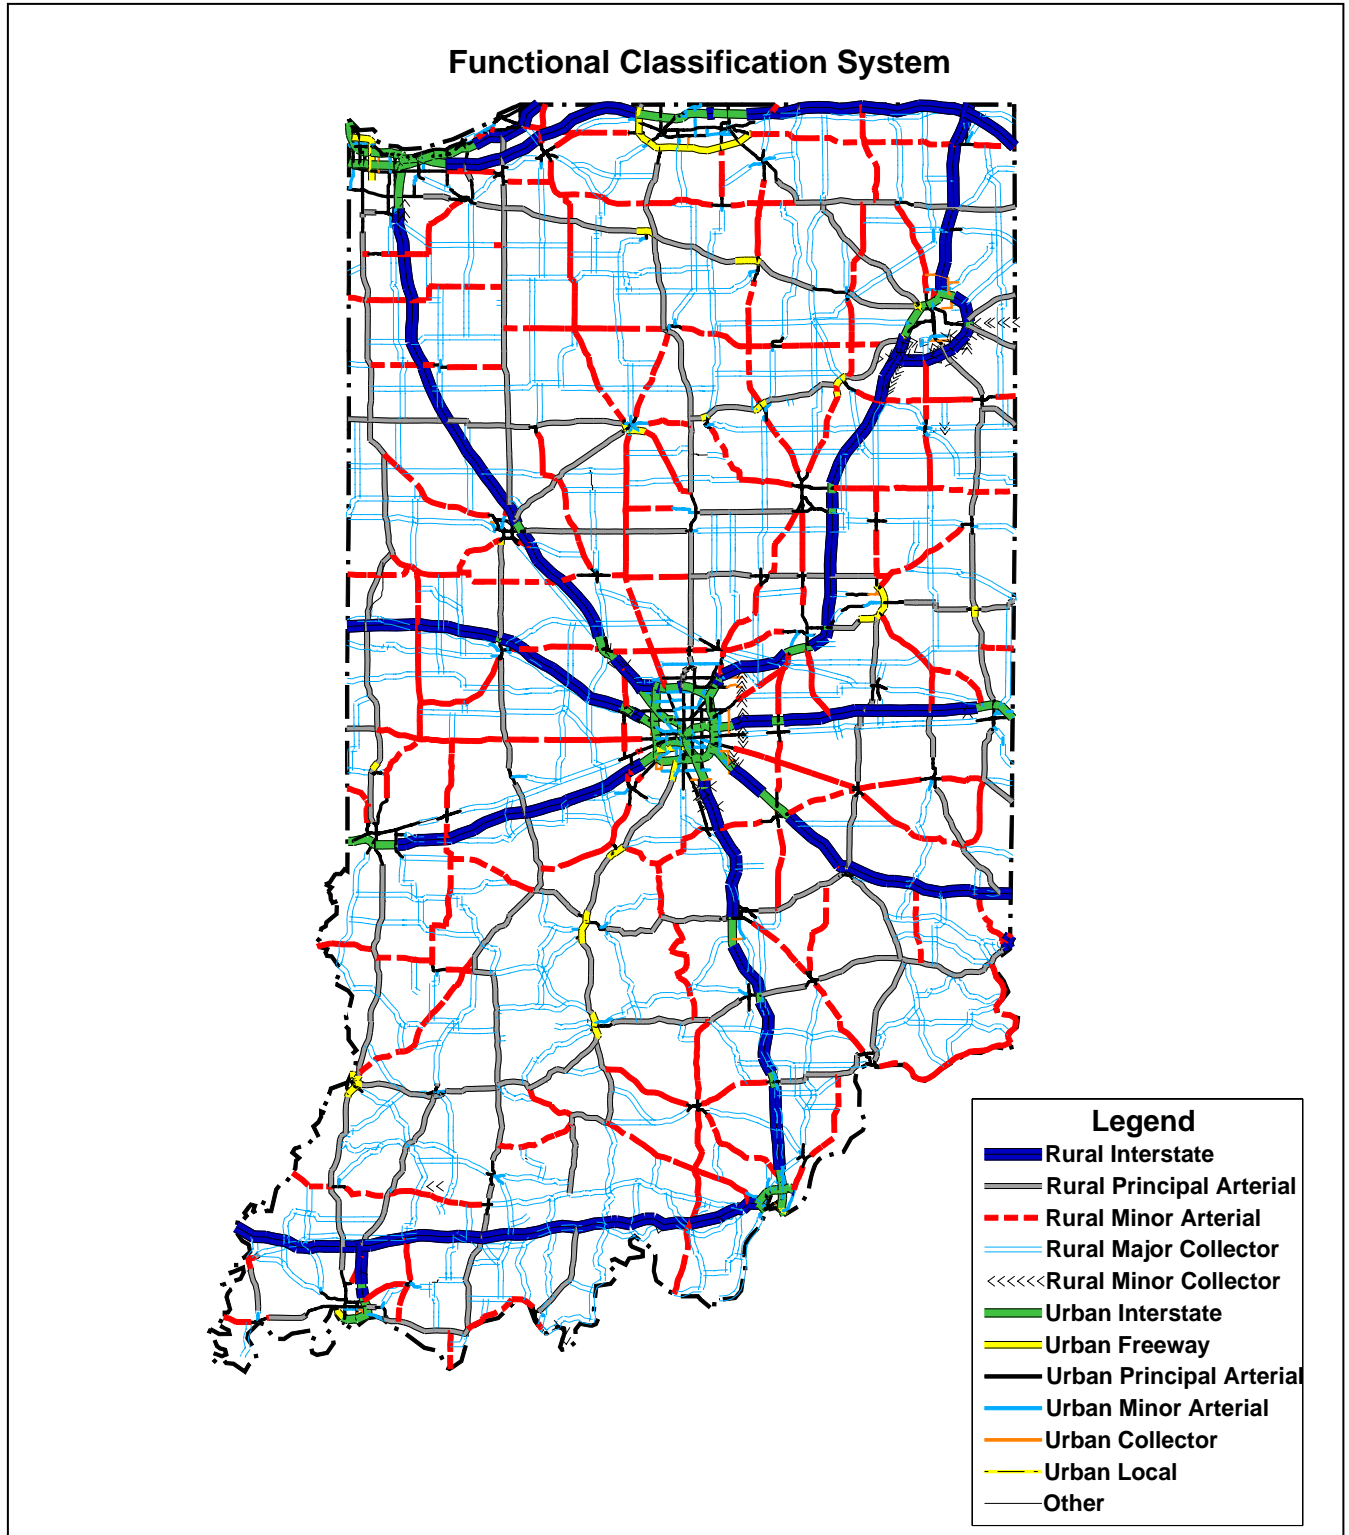 Functional Classification System
Legend
Rural Interstate
Rural Principal Arterial
Rural Minor Arterial
Rural Major Collector
Rural Minor Collector
Urban Interstate
Urban Freeway
Urban Principal Arterial
Urban Minor Arterial
Urban Collector
Urban Local
Other